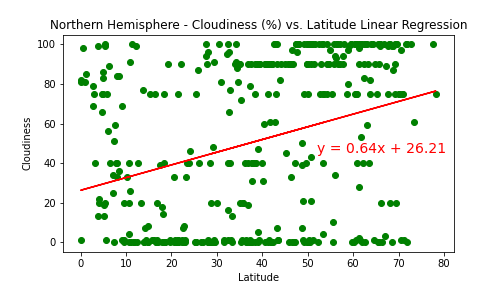 Northern Hemisphere - Cloudiness (%) vs. Latitude Linear Regression
100
80
60
40
20
0
Cloudiness
y = 0.64x + 26.21
0 10 20 30 40 50 60 70 80
Latitude